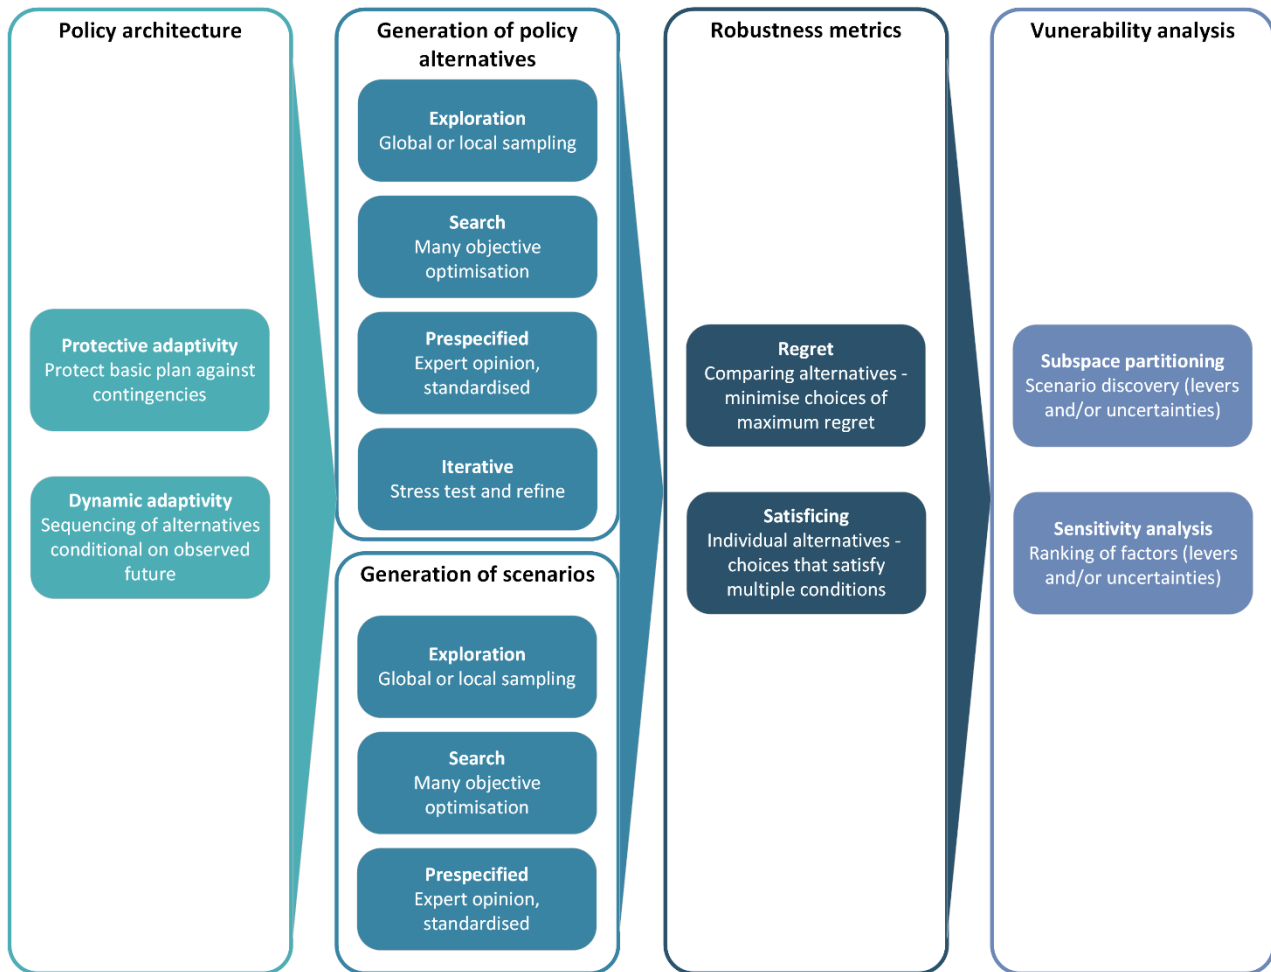 Policy architecture
Protective adaptivity
Protect basic plan against
contingencies
Dynamic adaptivity
Sequencing of alternatives
conditional on observed
future
Generation of policy
alternatives
Exploration
Global or local sampling
Search
Many objective
optimisation
Prespecified
Expert opinion,
standardised
Iterative
Stress test and refine
Generation of scenarios
Exploration
Global or local sampling
Search
Many objective
optimisation
Prespecified
Expert opinion,
standardised
Robustness metrics
Regret
Comparing alternatives -
minimise choices of
maximum regret
Satisficing
Individual alternatives -
choices that satisfy
multiple conditions
Vunerability analysis
Subspace partitioning
Scenario discovery (levers
and/or uncertainties)
Sensitivity analysis
Ranking of factors (levers
and/or uncertainties)